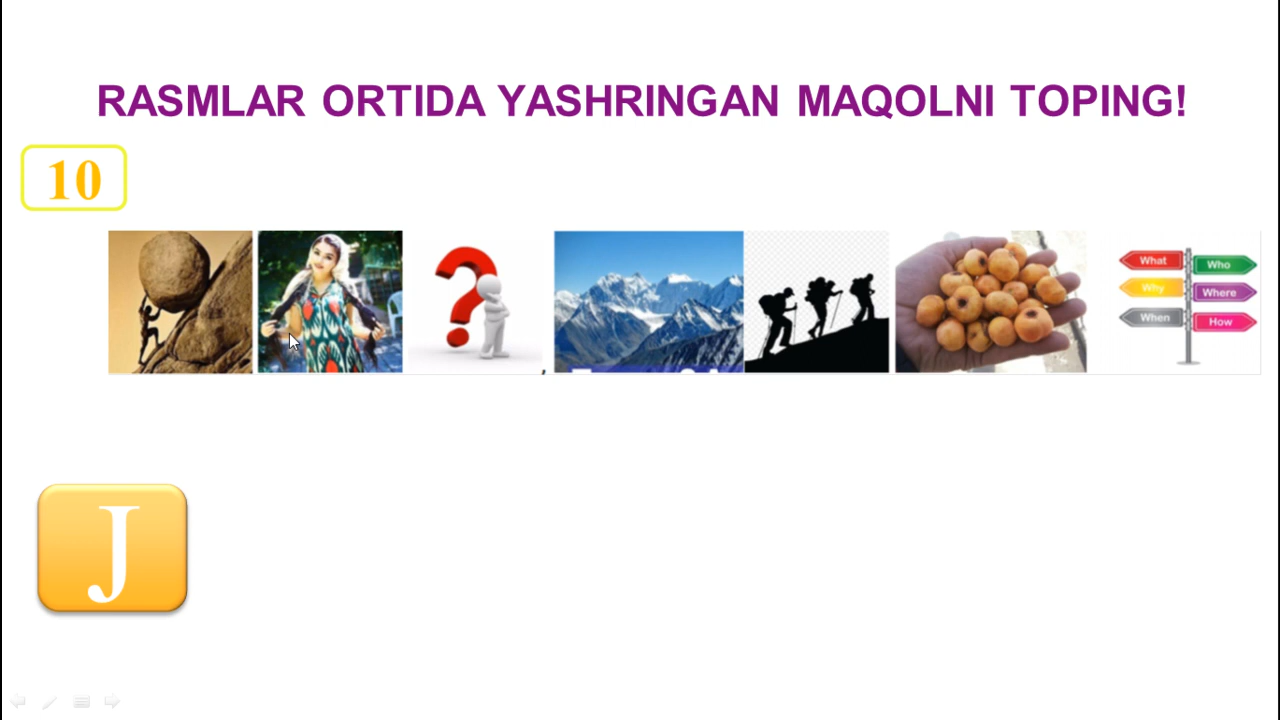 RASMLAR ORTIDA YASHRINGAN MAQOLNI TOPING!
10
?
,
What
Who
Why
Where
When
How
J